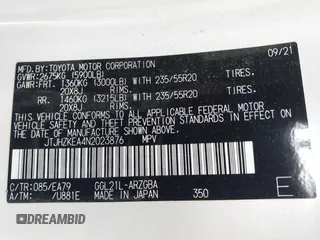 MFD.BY:TOYOTA MOTOR CORPORATION 09/21
GVWR:2675KG (5900LB)
GAWR:FRT. 1360KG (3000LB) WITH 235/55R20 TIRES.
20X8J RIMS.
RR. 1460KG (3215LB) WITH 235/55R20 TIRES.
20X8J RIMS.
THIS VEHICLE CONFORMS TO ALL APPLICABLE
FEDERAL MOTOR VEHICLE SAFETY, BUMPER, AND THEFT
PREVENTION STANDARDS IN EFFECT ON THE DATE OF
MANUFACTURE SHOWN ABOVE.
JTJHZKEA4N2023876 MPV
C/TR:085/EA79 GGL21L-ARZGBA
A/TM: /U881E MADE IN JAPAN 350 E
DREAMBID